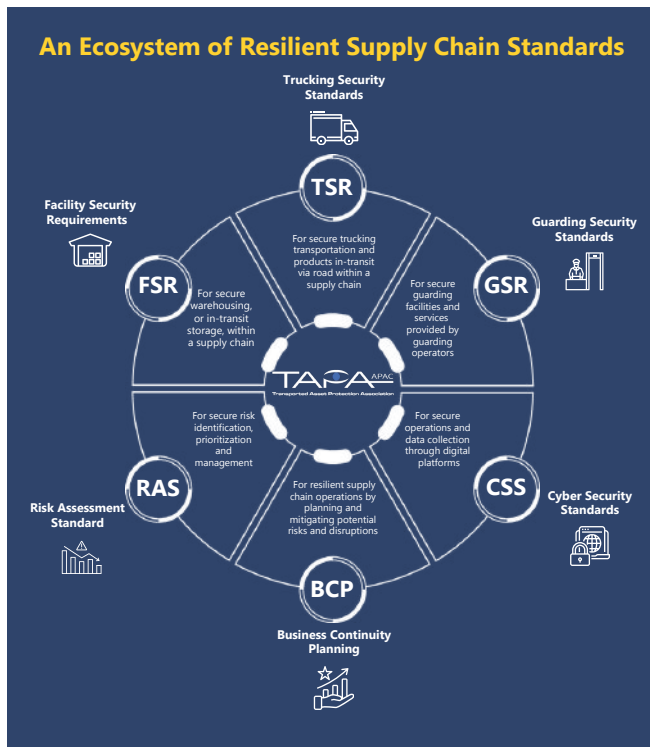 An Ecosystem of Resilient Supply Chain Standards
Trucking Security
Standards
TSR
For secure trucking
transportation and
products in-transit
via road within a
supply chain
Facility Security
Requirements
FSR
For secure
warehousing,
or in-transit
storage, within
a supply chain
Guarding Security
Standards
GSR
For secure
guarding
facilities and
services
provided by
guarding
operators
TAPA APAC
Transported Asset Protection Association
For secure risk
identification,
prioritization
and
management
RAS
Risk Assessment
Standard
For secure
operations and
data collection
through digital
platforms
CSS
Cyber Security
Standards
For resilient supply
chain operations by
planning and
mitigating potential
risks and disruptions
BCP
Business Continuity
Planning